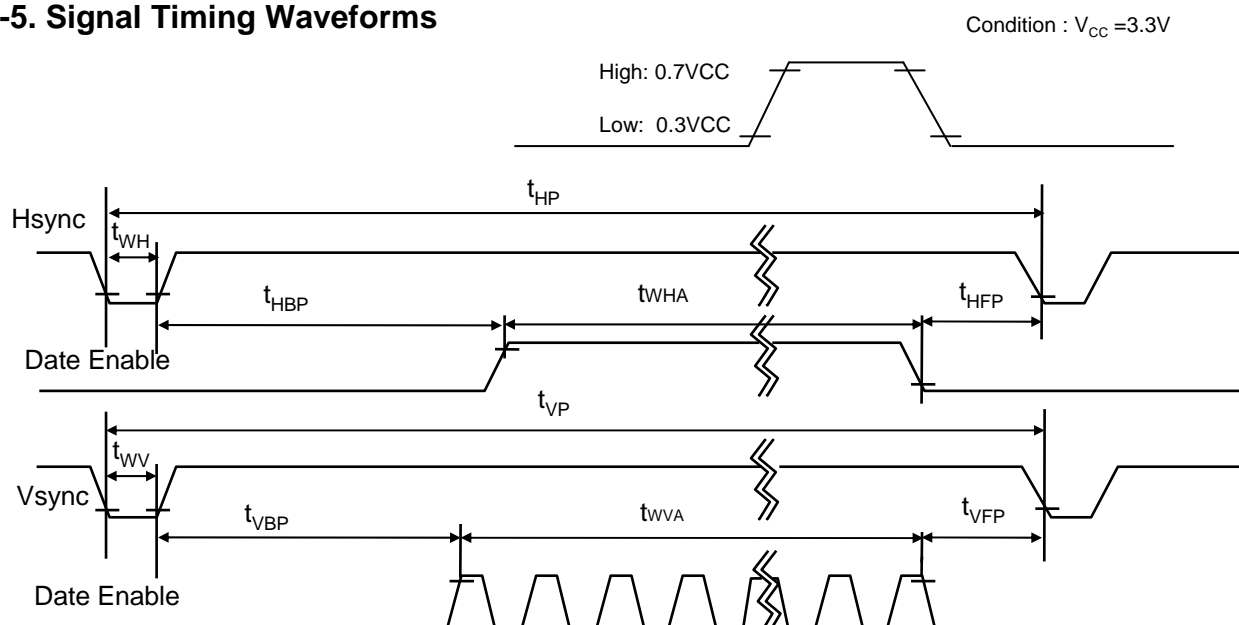 -5. Signal Timing Waveforms
Condition : VCC =3.3V
High: 0.7VCC
Low: 0.3VCC
tHP
Hsync
tWH
tHBP
tWHA
tHFP
Date Enable
tVP
tWV
Vsync
tVBP
tWVA
tVFP
Date Enable